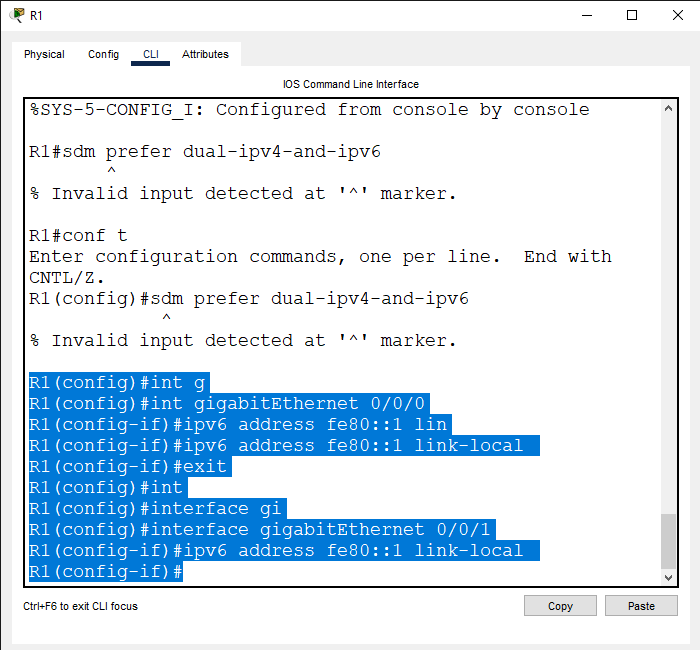 R1
Physical Config CLI Attributes
IOS Command Line Interface
%SYS-5-CONFIG_I: Configured from console by console
R1#sdm prefer dual-ipv4-and-ipv6
^
% Invalid input detected at '^' marker.
R1#conf t
Enter configuration commands, one per line.  End with
CNTL/Z.
R1(config)#sdm prefer dual-ipv4-and-ipv6
^
% Invalid input detected at '^' marker.
R1(config)#int g
R1(config)#int gigabitEthernet 0/0/0
R1(config-if)#ipv6 address fe80::1 lin
R1(config-if)#ipv6 address fe80::1 link-local
R1(config-if)#exit
R1(config)#int
R1(config)#interface gi
R1(config)#interface gigabitEthernet 0/0/1
R1(config-if)#ipv6 address fe80::1 link-local
R1(config-if)#
Ctrl+F6 to exit CLI focus
Copy Paste